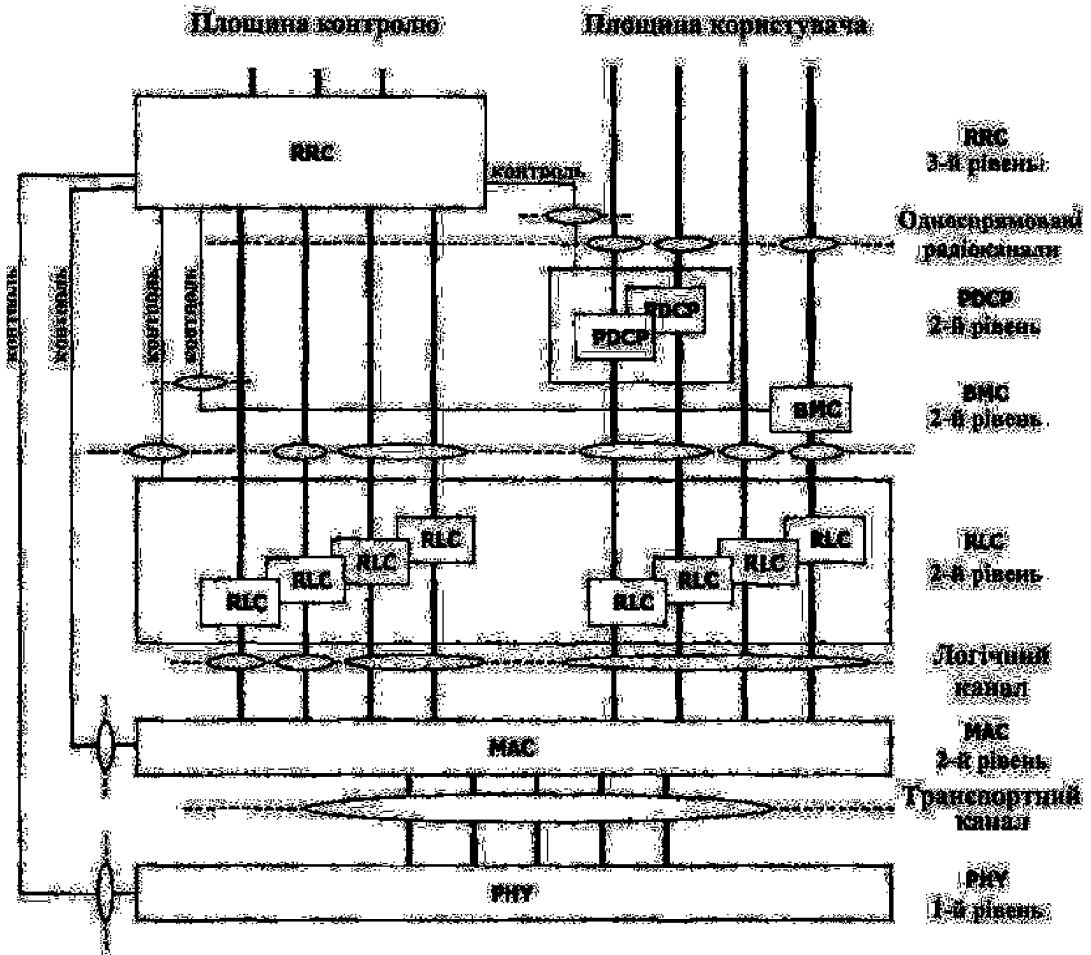 Площина контролю
Площина користувача
RRC
контроль
RRC
3-й рівень
Односпрямовані
радіоканали
контроль
контроль
контроль
контроль
PDCP
PDCP
PDCP
2-й рівень
BMC
BMC
2-й рівень
RLC
RLC
RLC
RLC
RLC
RLC
RLC
RLC
RLC
2-й рівень
Логічний
канал
MAC
MAC
2-й рівень
Транспортний
канал
PHY
PHY
1-й рівень